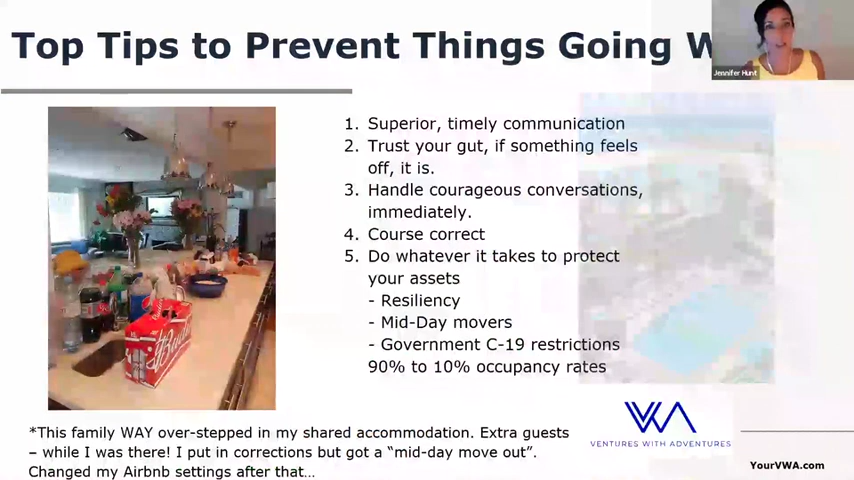 Top Tips to Prevent Things Going W
Jennifer Hunt
1. Superior, timely communication
2. Trust your gut, if something feels
off, it is.
3. Handle courageous conversations,
immediately.
4. Course correct
5. Do whatever it takes to protect
your assets
- Resiliency
- Mid-Day movers
- Government C-19 restrictions
90% to 10% occupancy rates
*This family WAY over-stepped in my shared accommodation. Extra guests
– while I was there! I put in corrections but got a “mid-day move out”.
Changed my Airbnb settings after that...
VWA
VENTURES WITH ADVENTURES
YourVWA.com